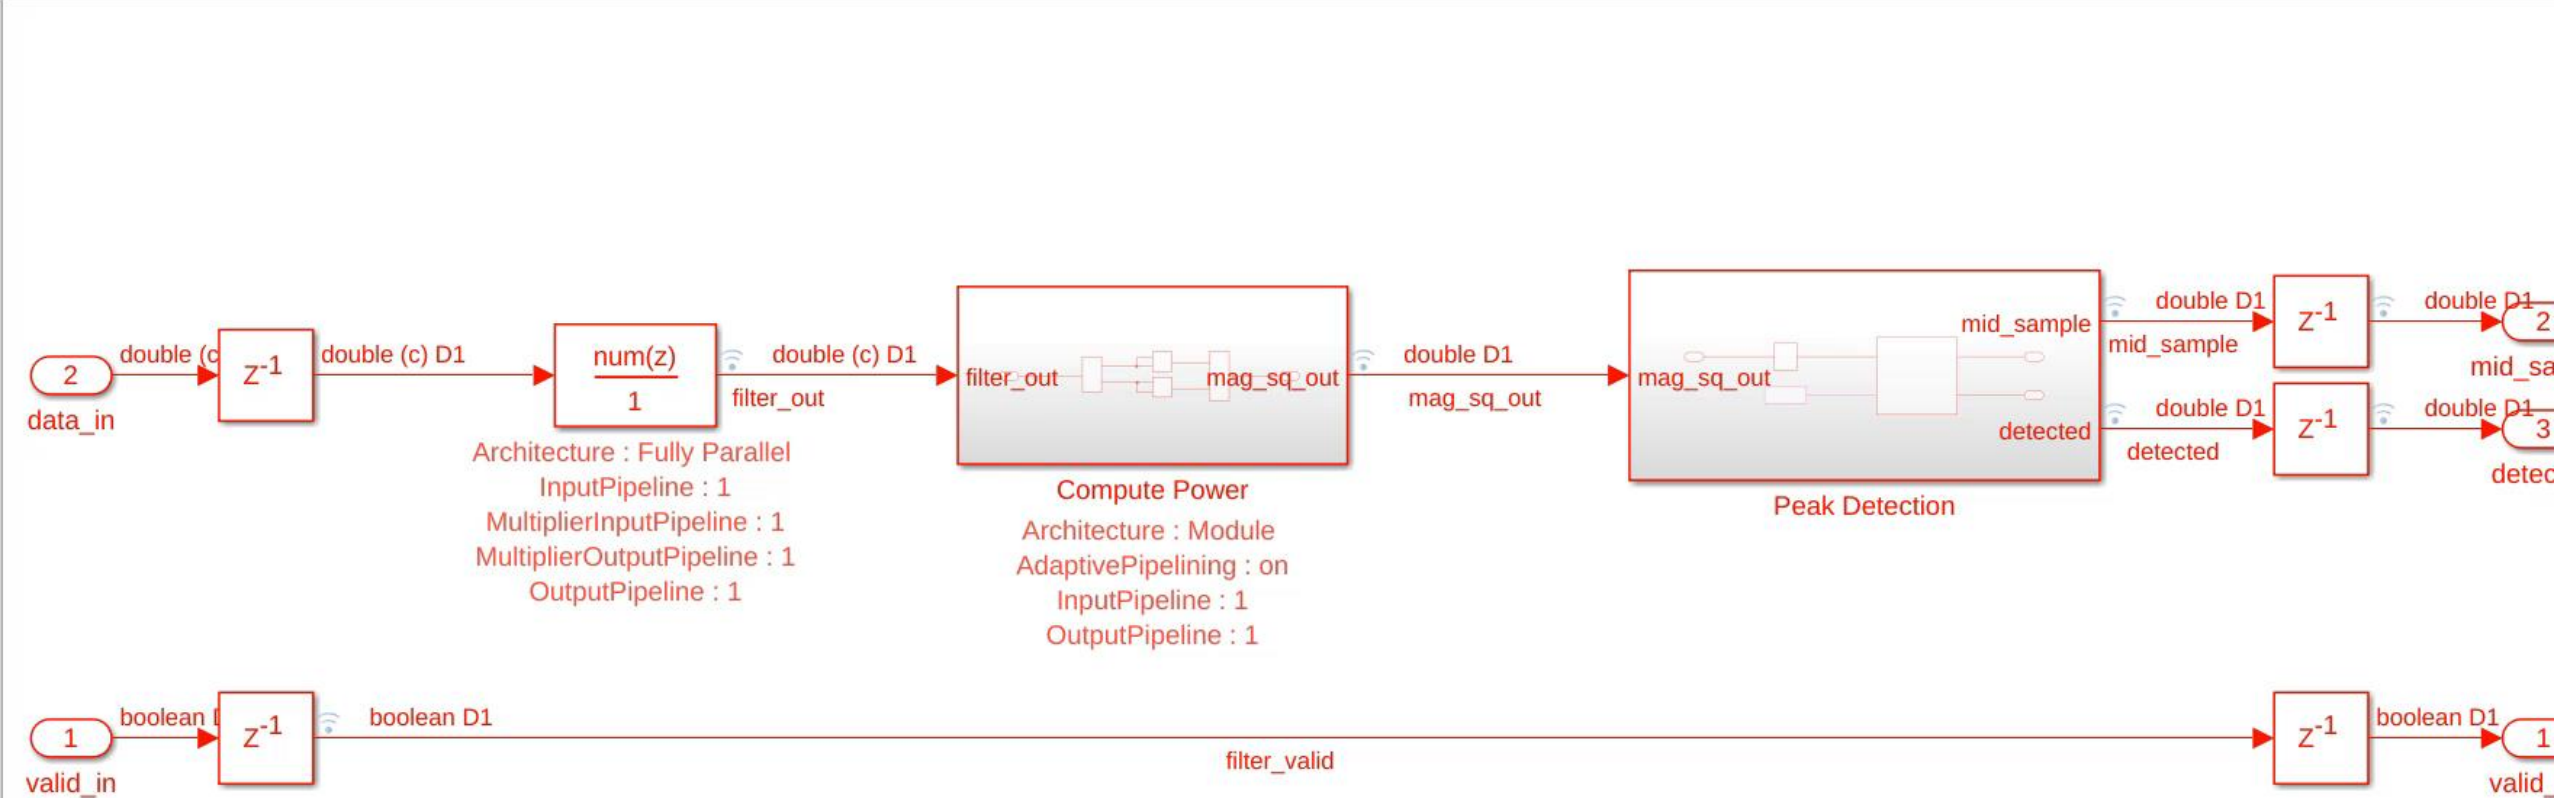 2
data_in
double (c
Z-1
double (c) D1
num(z)
1
filter_out
double (c) D1
Architecture : Fully Parallel
InputPipeline : 1
MultiplierInputPipeline : 1
MultiplierOutputPipeline : 1
OutputPipeline : 1
filter_out
mag_sq_out
Compute Power
Architecture : Module
AdaptivePipelining : on
InputPipeline : 1
OutputPipeline : 1
double D1
mag_sq_out
mag_sq_out
mid_sample
detected
Peak Detection
double D1
mid_sample
Z-1
double D1
2
mid_sa
double D1
detected
Z-1
double D1
3
detec
1
valid_in
boolean D
Z-1
boolean D1
filter_valid
Z-1
boolean D1
1
valid_